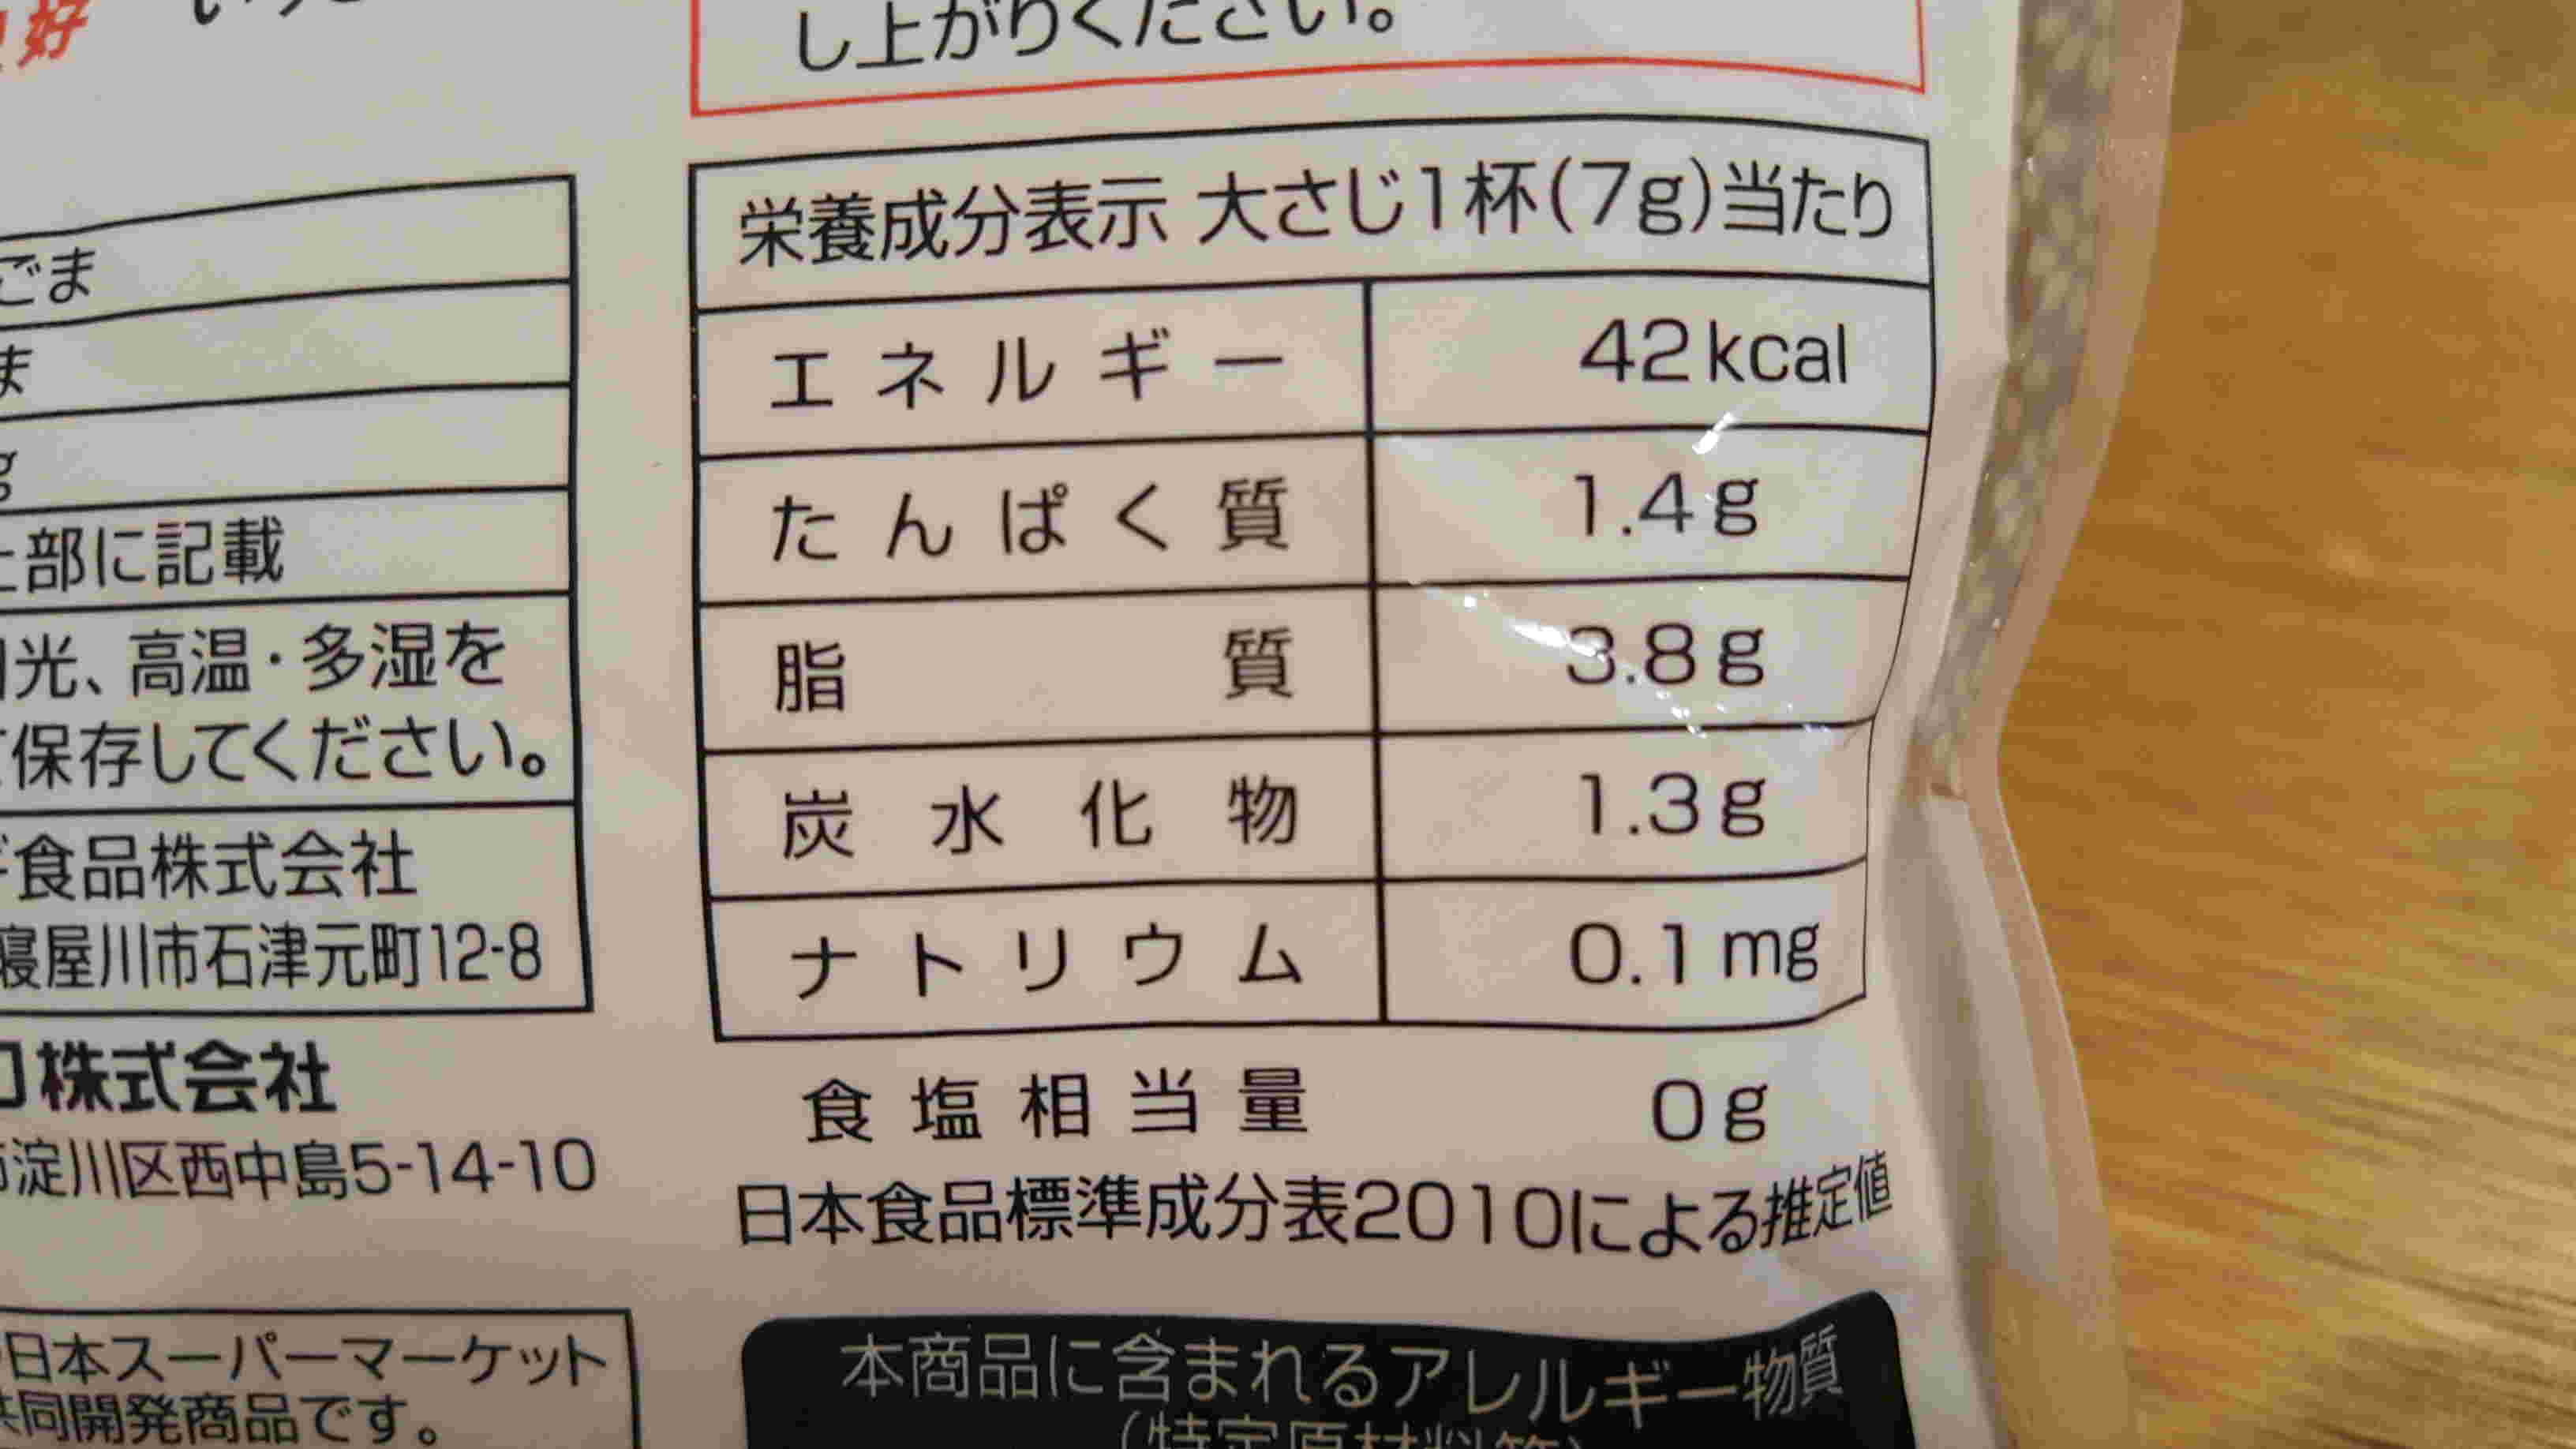 好
し上がりください。
ごま
ま
g
部に記載
光、高温・多湿を
保存してください。
食品株式会社
寝屋川市石津元町12-8
株式会社
淀川区西中島5-14-10
日本スーパーマーケット
共同開発商品です。
栄養成分表示 大さじ1杯(7g)当たり
エネルギー 42kcal
たんぱく質 1.4g
脂質 3.8g
炭水化物 1.3g
ナトリウム 0.1mg
食塩相当量 0g
日本食品標準成分表2010による推定値
本商品に含まれるアレルギー物質
(特定原材料等)